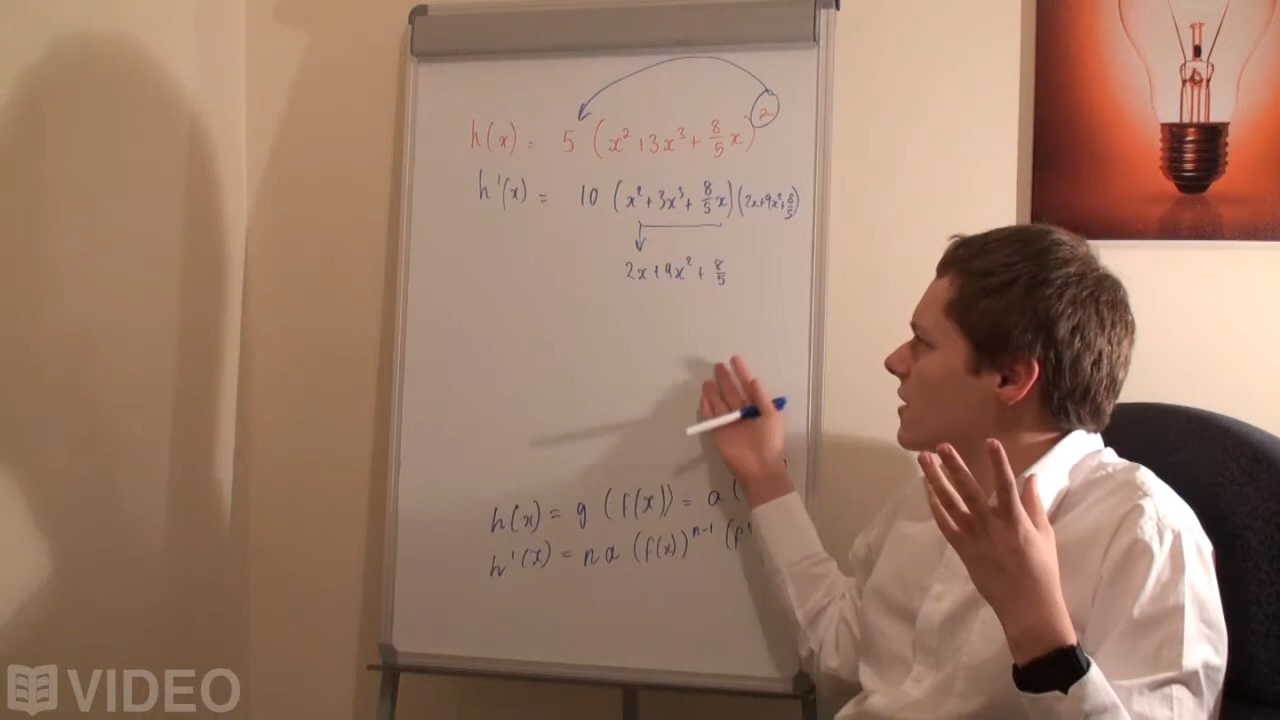 h(x) = 5 (x² + 3x³ + 8/5 x)²
h'(x) = 10 (x² + 3x³ + 8/5 x)(2x+9x²+8/5)
2x + 9x² + 8/5
h(x) = g (f(x)) = a (
h'(x) = n a (f(x))ⁿ⁻¹ (f'
VIDEO